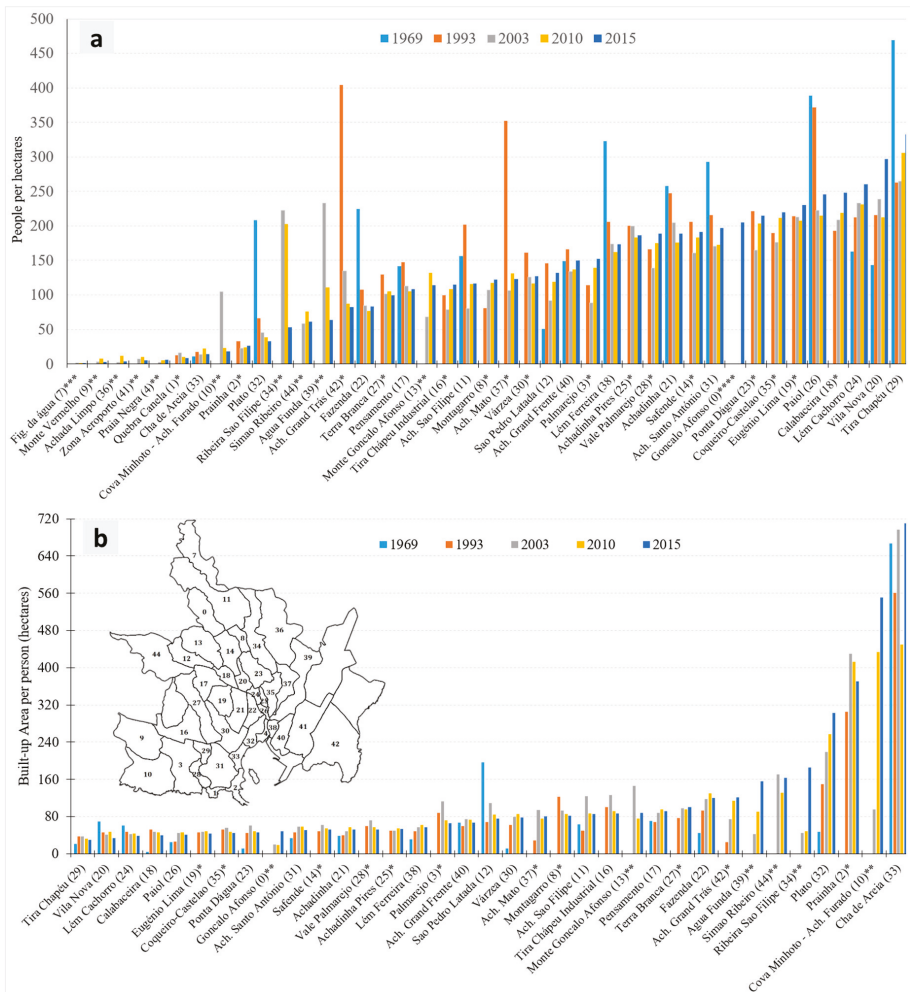 a
1969 1993 2003 2010 2015
People per hectares
500
450
400
350
300
250
200
150
100
50
0
Fig. da água (7)***
Monte Vermelho (9)**
Achada Limpo (36)**
Zona Aeroporto (41)**
Praia Negra (4)**
Quebra Canela (1)*
Cha de Areia (33)
Cova Minhoto - Ach. Furado (10)**
Prainha (2)*
Plato (32)
Ribeira Sao Filipe (34)**
Simao Ribeiro (44)**
Agua Funda (39)**
Ach. Grand Trás (42)*
Fazenda (22)
Terra Branca (27)*
Pensamento (17)
Monte Goncalo Afonso (13)**
Tira Chápeu Industrial (16)*
Ach. Sao Filipe (11)
Montagarro (8)*
Ach. Mato (37)*
Várzea (30)*
Sao Pedro Latada (12)
Ach. Grand Frente (40)
Palmarejo (3)*
Lém Ferreira (38)
Achadinha Pires (25)*
Vale Palmarejo (28)*
Achadinha (21)
Safende (14)*
Ach. Santo António (31)
Goncalo Afonso (0)****
Ponta Dágua (23)*
Coqueiro-Castelao (35)*
Eugénio Lima (19)*
Paiol (26)
Calabaceira (18)*
Lém Cachorro (24)
Vila Nova (20)
Tira Chapéu (29)
b
1969 1993 2003 2010 2015
Built-up Area per person (hectares)
720
640
560
480
400
320
240
160
80
0
7
11
0
36
13
8
34
44
12
14
39
18
23
17
20
37
24
35
19
27
21
22
16
30
38
41
9
32
40
42
29
33
3
31
10
1
2
Tira Chapéu (29)
Vila Nova (20)
Lém Cachorro (24)
Calabaceira (18)
Paiol (26)
Eugénio Lima (19)*
Coqueiro-Castelao (35)*
Ponta Dágua (23)
Goncalo Afonso (0)**
Ach. Santo António (31)
Safende (14)*
Achadinha (21)
Vale Palmarejo (28)*
Achadinha Pires (25)*
Lém Ferreira (38)
Palmarejo (3)*
Ach. Grand Frente (40)
Sao Pedro Latada (12)
Várzea (30)
Ach. Mato (37)*
Montagarro (8)*
Ach. Sao Filipe (11)
Tira Chápeu Industrial (16)
Monte Goncalo Afonso (13)**
Pensamento (17)
Terra Branca (27)*
Fazenda (22)
Ach. Grand Trás (42)*
Agua Funda (39)**
Simao Ribeiro (44)**
Ribeira Sao Filipe (34)**
Plato (32)
Prainha (2)*
Cova Minhoto - Ach. Furado (10)**
Cha de Areia (33)